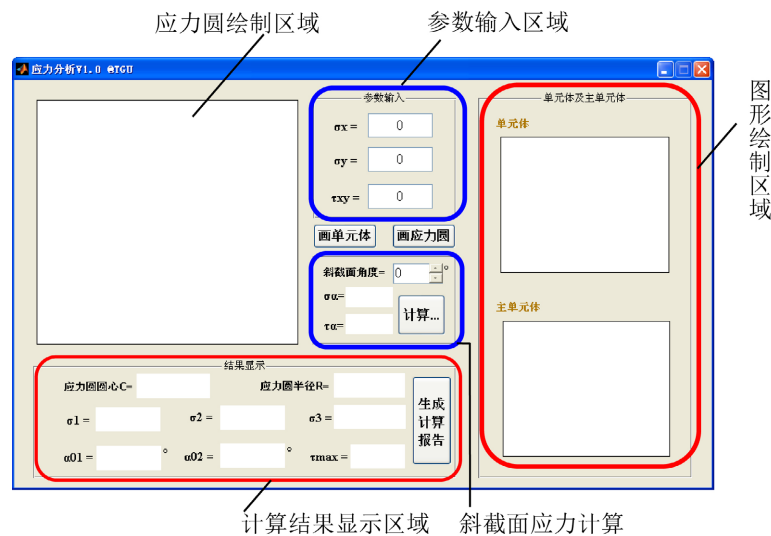 应力圆绘制区域
参数输入区域
应力分析V1.0 @YGU
参数输入
σx = 0
σy = 0
τxy = 0
画单元体
画应力圆
斜截面角度= 0 °
σα=
τα=
计算...
单元体及主单元体
单元体
主单元体
图形绘制区域
结果显示
应力圆圆心C=
应力圆半径R=
σ1 =
σ2 =
σ3 =
α01 = °
α02 = °
τmax =
生成
计算
报告
计算结果显示区域
斜截面应力计算